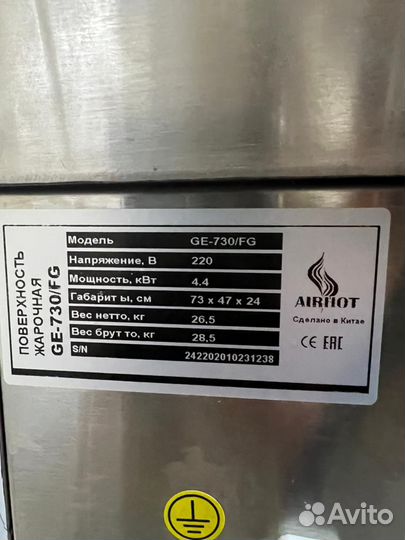 ПОВЕРХНОСТЬ
ЖАРОЧНАЯ
GE-730/FG
Модель GE-730/FG
Напряжение, В 220
Мощность, кВт 4.4
Габарит ы, см 73 x 47 x 24
Вес нетто, кг 26,5
Вес брут то, кг 28,5
S/N 242202010231238
AIRHOT
Сделано в Китае
CE EAC
Avito